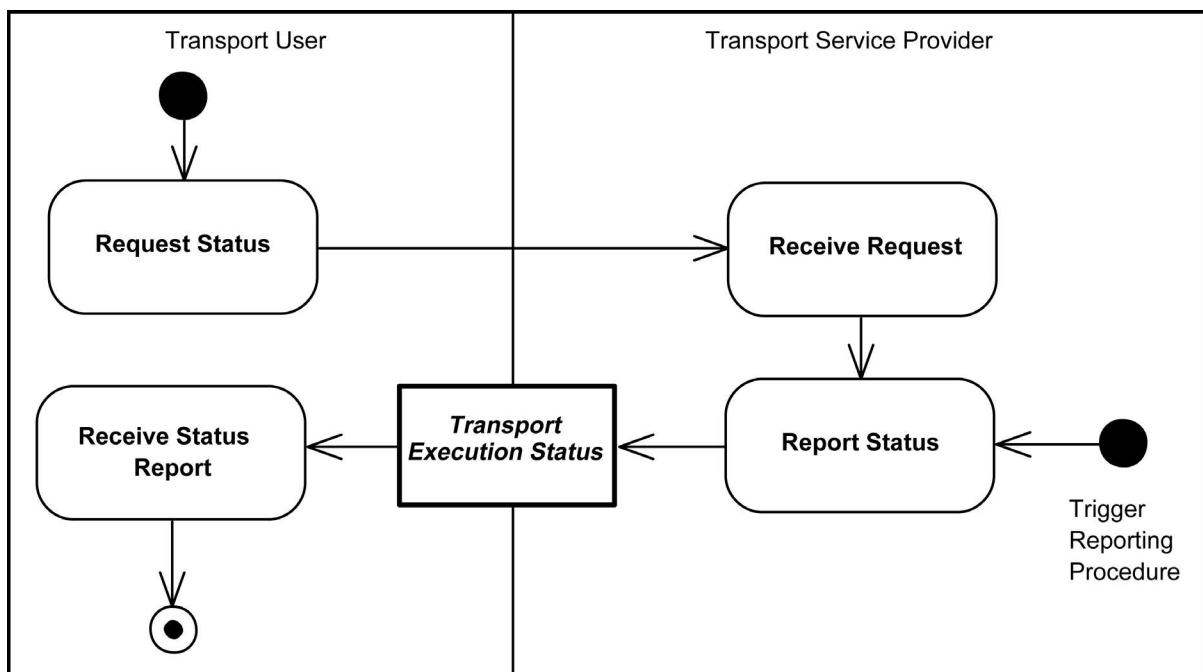 Transport User
Transport Service Provider
Request Status
Receive Request
Receive Status
Report
Transport
Execution Status
Report Status
Trigger
Reporting
Procedure